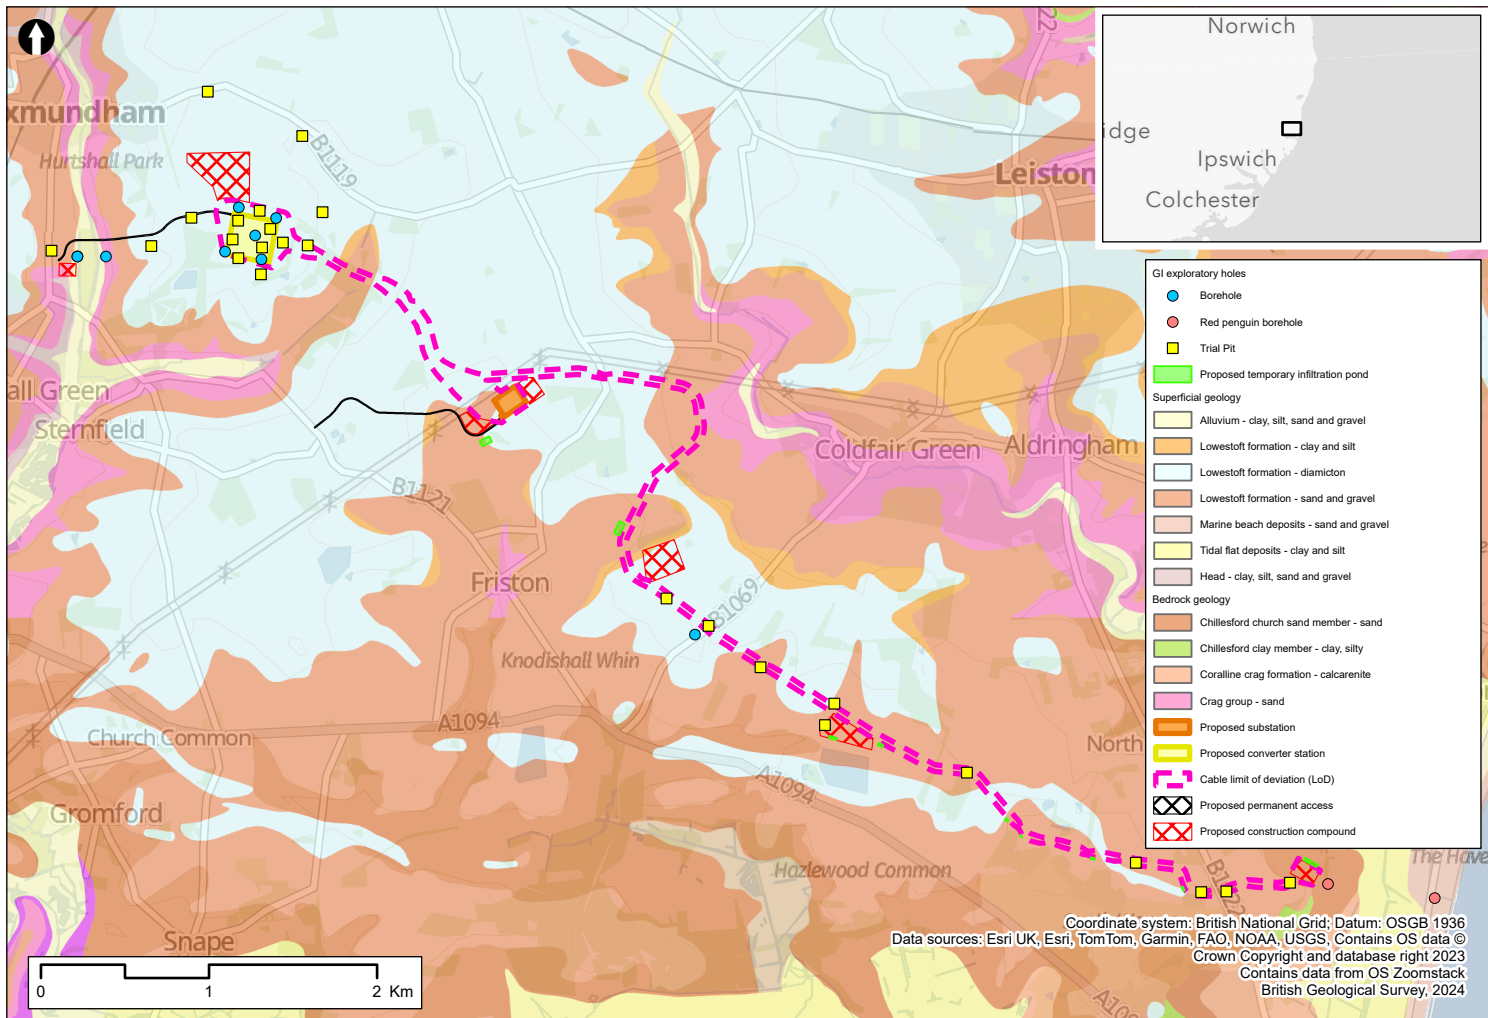 Norwich
idge
Ipswich
Colchester
xmundham
Hurtshall Park
B1119
22
Leiston
GI exploratory holes
Borehole
Red penguin borehole
Trial Pit
Proposed temporary infiltration pond
Superficial geology
Alluvium - clay, silt, sand and gravel
Lowestoft formation - clay and silt
Lowestoft formation - diamicton
Lowestoft formation - sand and gravel
Marine beach deposits - sand and gravel
Tidal flat deposits - clay and silt
Head - clay, silt, sand and gravel
Bedrock geology
Chillesford church sand member - sand
Chillesford clay member - clay, silty
Coralline crag formation - calcarenite
Crag group - sand
Proposed substation
Proposed converter station
Cable limit of deviation (LoD)
Proposed permanent access
Proposed construction compound
all Green
Sternfield
Coldfair Green
Aldringham
B1121
Friston
B1069
Knodishall Whin
A1094
Church Common
North
A1094
Gromford
Hazlewood Common
The Have
B1122
Snape
A109
Coordinate system: British National Grid; Datum: OSGB 1936
Data sources: Esri UK, Esri, TomTom, Garmin, FAO, NOAA, USGS, Contains OS data ©
Crown Copyright and database right 2023
Contains data from OS Zoomstack
British Geological Survey, 2024
0 1 2 Km